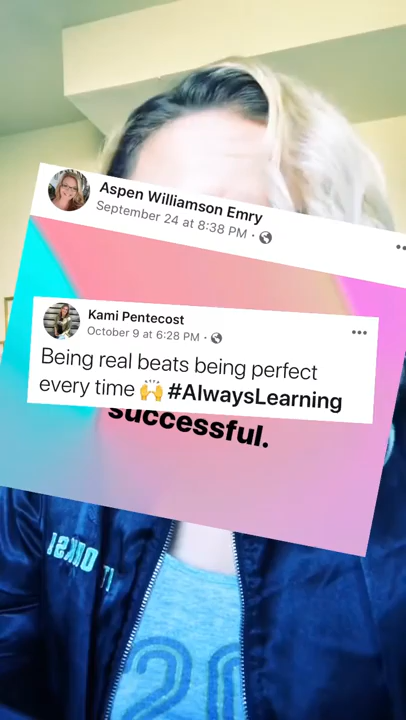 Aspen Williamson Emry
September 24 at 8:38 PM ·
Kami Pentecost
October 9 at 6:28 PM ·
Being real beats being perfect
every time 🙌 #AlwaysLearning
successful.
20